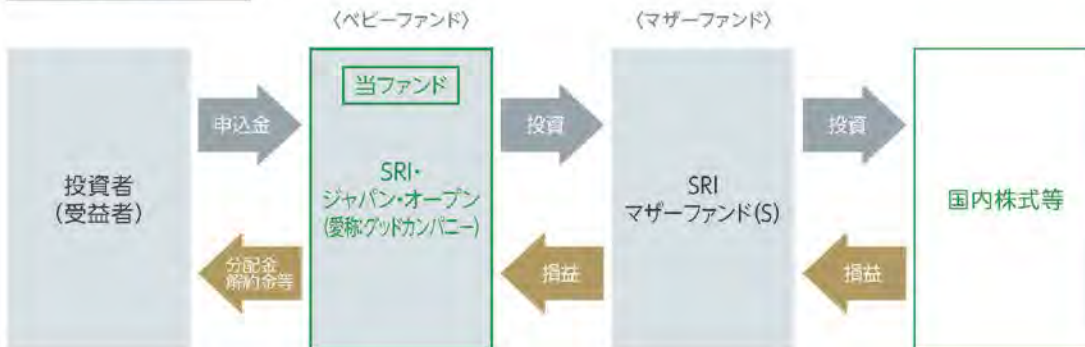 〈ベビーファンド〉
〈マザーファンド〉
投資者
(受益者)
申込金
分配金
解約金等
当ファンド
SRI・
ジャパン・オープン
(愛称:グッドカンパニー)
投資
損益
SRI
マザーファンド(S)
投資
損益
国内株式等